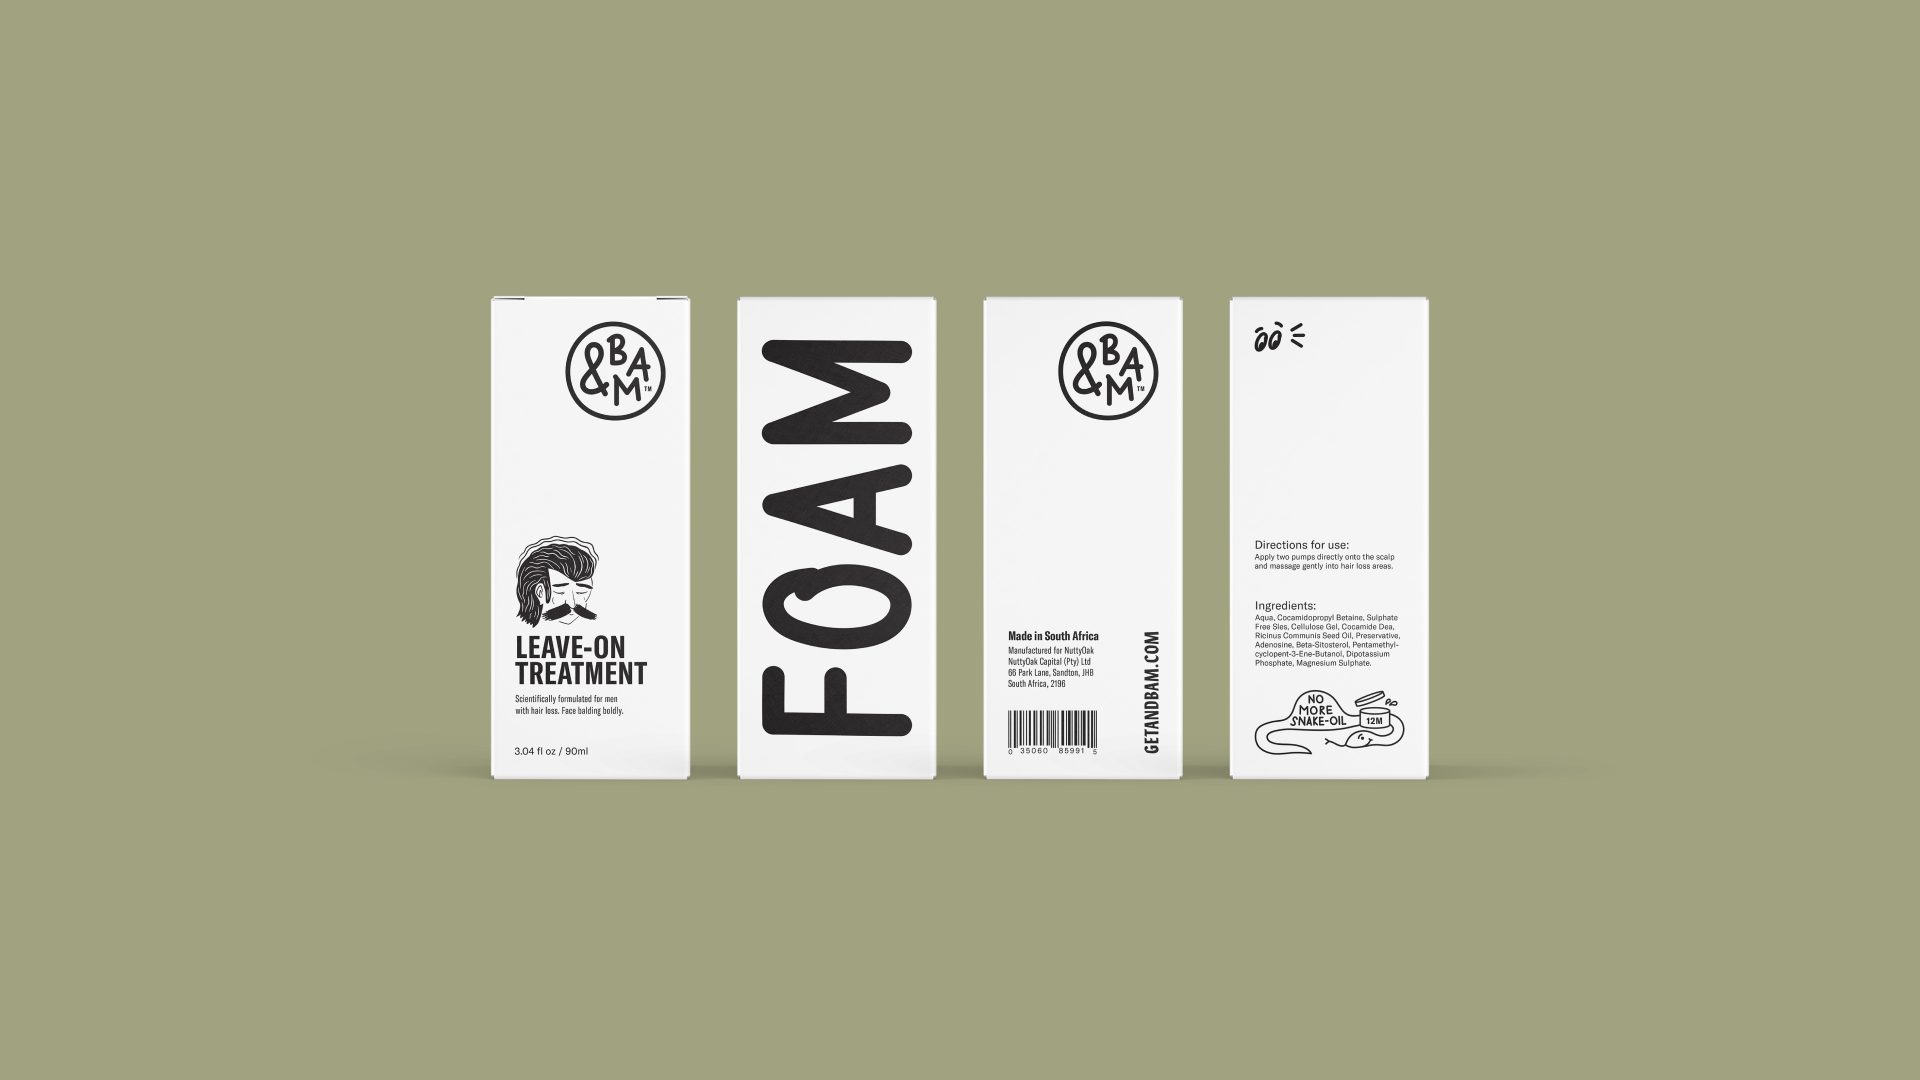 &BAM™
LEAVE-ON
TREATMENT
Scientifically formulated for men
with hair loss. Face balding boldly.
3.04 fl oz / 90ml
FOAM
&BAM™
Made in South Africa
Manufactured for NuttyOak
NuttyOak Capital (Pty) Ltd
66 Park Lane, Sandton, JHB
South Africa, 2196
0 35060 85991 5
GETANDBAM.COM
Directions for use:
Apply two pumps directly onto the scalp
and massage gently into hair loss areas.
Ingredients:
Aqua, Cocamidopropyl Betaine, Sulphate
Free Sles, Cellulose Gel, Cocamide Dea,
Ricinus Communis Seed Oil, Preservative,
Adenosine, Beta-Sitosterol, Pentamethyl-
cyclopent-3-Ene-Butanol, Dipotassium
Phosphate, Magnesium Sulphate.
NO
MORE
SNAKE-OIL
12M